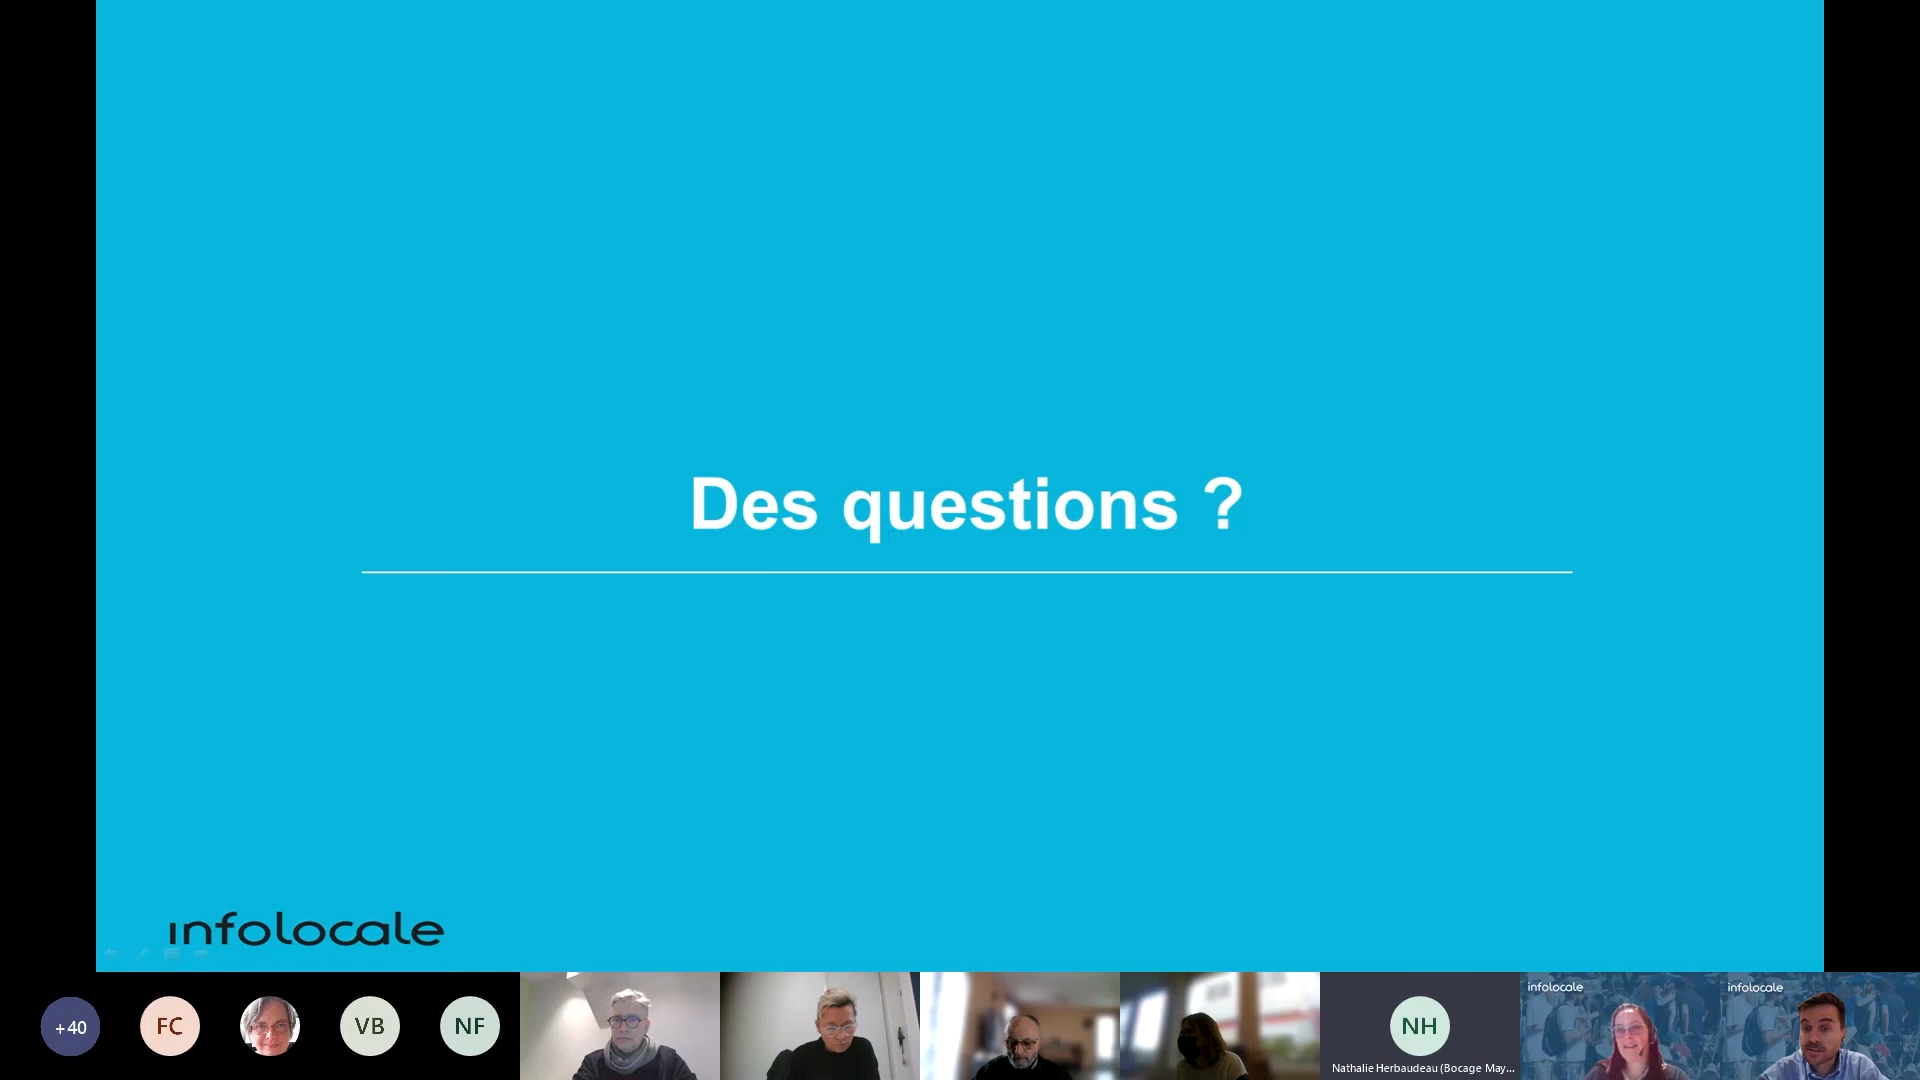 Des questions ?
infolocale
+40
FC
VB
NF
NH
Nathalie Herbaudeau (Bocage May...
infolocale
infolocale